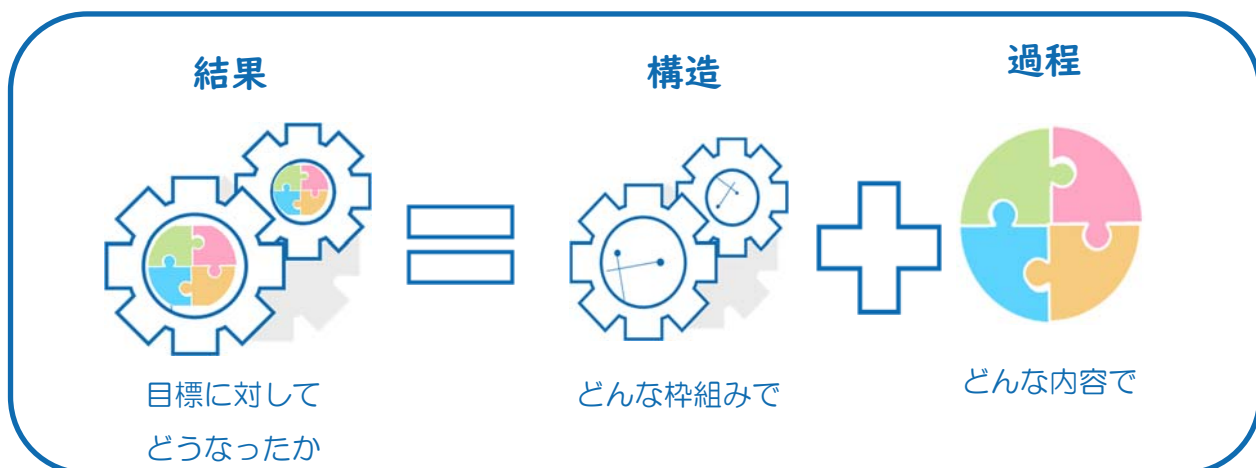 結果
目標に対して
どうなったか
構造
どんな枠組みで
過程
どんな内容で